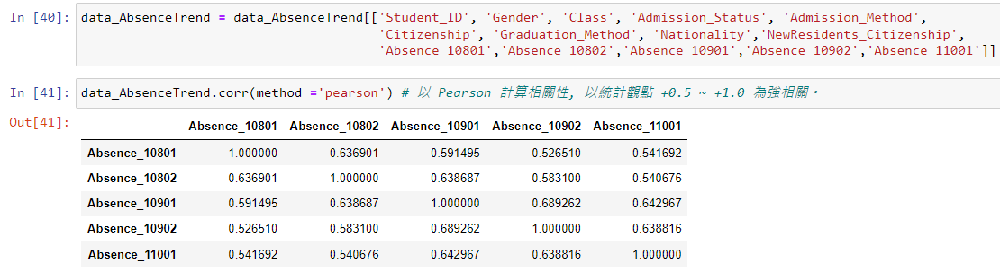 In [40]: data_AbsenceTrend = data_AbsenceTrend[['Student_ID', 'Gender', 'Class', 'Admission_Status', 'Admission_Method',
'Citizenship', 'Graduation_Method', 'Nationality','NewResidents_Citizenship',
'Absence_10801','Absence_10802','Absence_10901','Absence_10902','Absence_11001']]
In [41]: data_AbsenceTrend.corr(method ='pearson') # 以 Pearson 計算相關性, 以統計觀點 +0.5 ~ +1.0 為強相關。
Out[41]:
Absence_10801 Absence_10802 Absence_10901 Absence_10902 Absence_11001
Absence_10801 1.000000 0.636901 0.591495 0.526510 0.541692
Absence_10802 0.636901 1.000000 0.638687 0.583100 0.540676
Absence_10901 0.591495 0.638687 1.000000 0.689262 0.642967
Absence_10902 0.526510 0.583100 0.689262 1.000000 0.638816
Absence_11001 0.541692 0.540676 0.642967 0.638816 1.000000